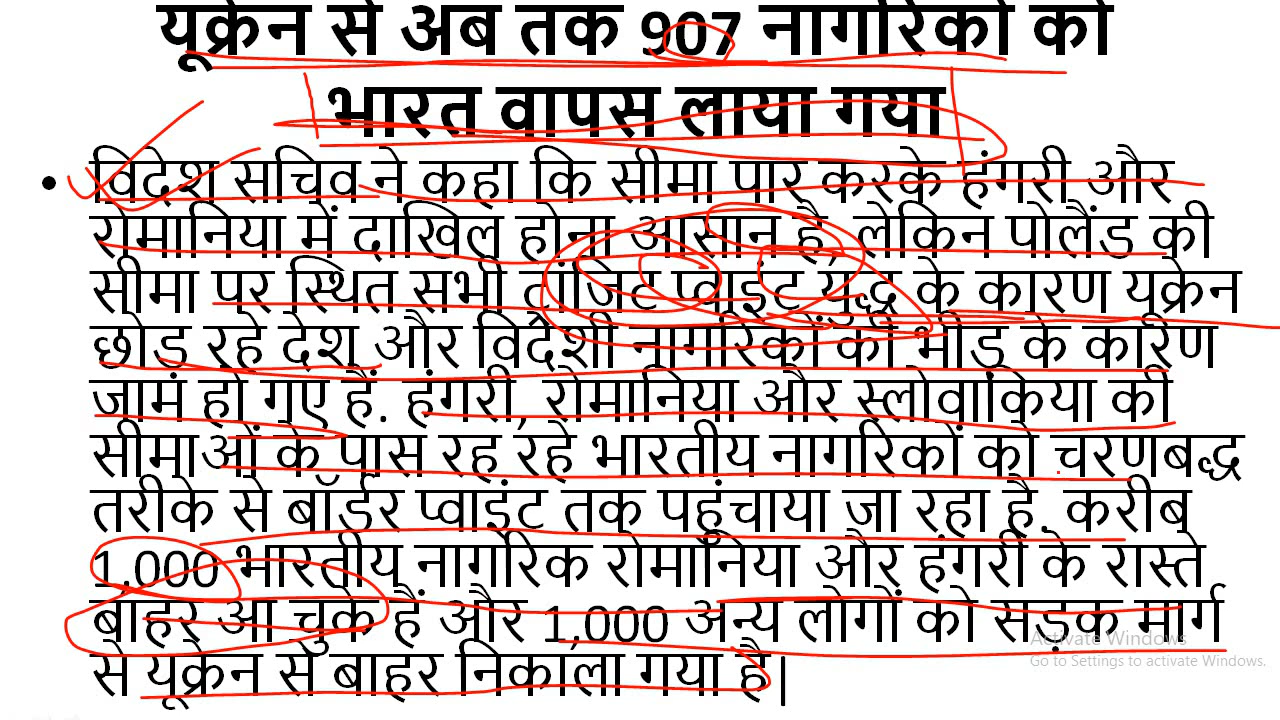 यूक्रेन से अब तक 907 नागरिकों को
भारत वापस लाया गया
• विदेश सचिव ने कहा कि सीमा पार करके हंगरी और
रोमानिया में दाखिल होना आसान है, लेकिन पोलैंड की
सीमा पर स्थित सभी ट्रांजिट प्वाइंट युद्ध के कारण यूक्रेन
छोड़ रहे देश और विदेशी नागरिकों की भीड़ के कारण
जाम हो गए हैं. हंगरी, रोमानिया और स्लोवाकिया की
सीमाओं के पास रह रहे भारतीय नागरिकों को चरणबद्ध
तरीके से बॉर्डर प्वाइंट तक पहुंचाया जा रहा है. करीब
1,000 भारतीय नागरिक रोमानिया और हंगरी के रास्ते
बाहर आ चुके हैं और 1,000 अन्य लोगों को सड़क मार्ग
से यूक्रेन से बाहर निकाला गया है|
Activate Windows
Go to Settings to activate Windows.